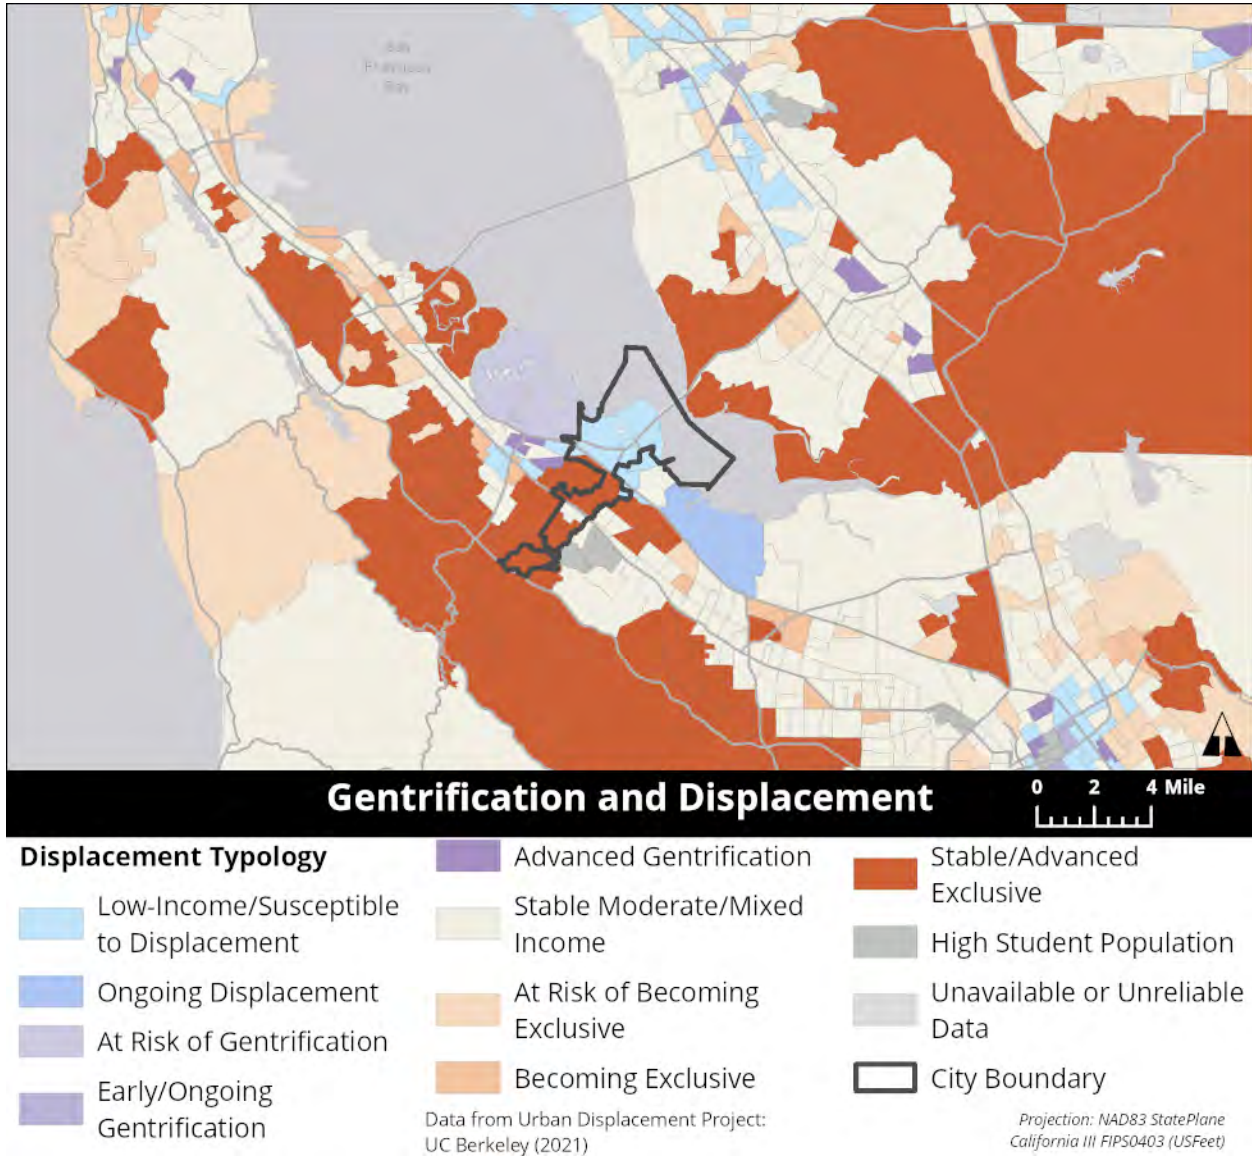 San
Francisco
Bay
Gentrification and Displacement
0 2 4 Mile
Displacement Typology
Low-Income/Susceptible
to Displacement
Ongoing Displacement
At Risk of Gentrification
Early/Ongoing
Gentrification
Advanced Gentrification
Stable Moderate/Mixed
Income
At Risk of Becoming
Exclusive
Becoming Exclusive
Data from Urban Displacement Project:
UC Berkeley (2021)
Stable/Advanced
Exclusive
High Student Population
Unavailable or Unreliable
Data
City Boundary
Projection: NAD83 StatePlane
California III FIPS0403 (USFeet)